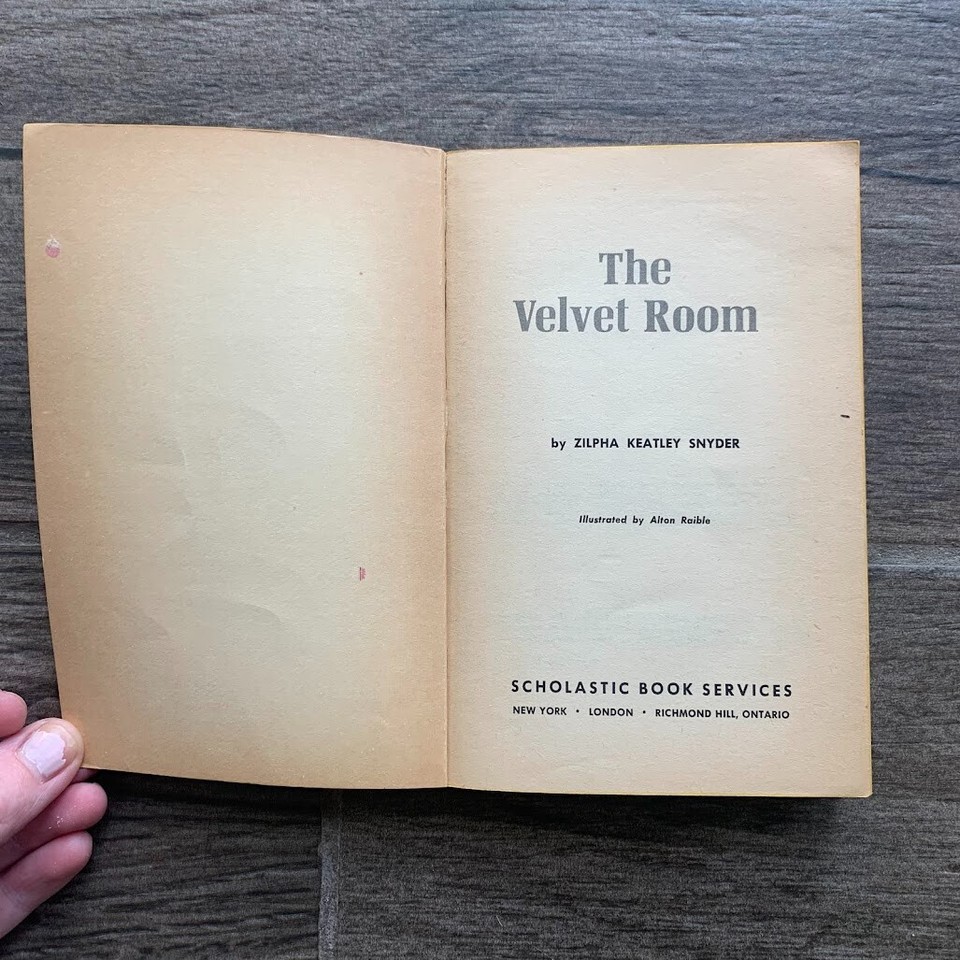 The
Velvet Room
by ZILPHA KEATLEY SNYDER
Illustrated by Alton Raible
SCHOLASTIC BOOK SERVICES
NEW YORK • LONDON • RICHMOND HILL, ONTARIO